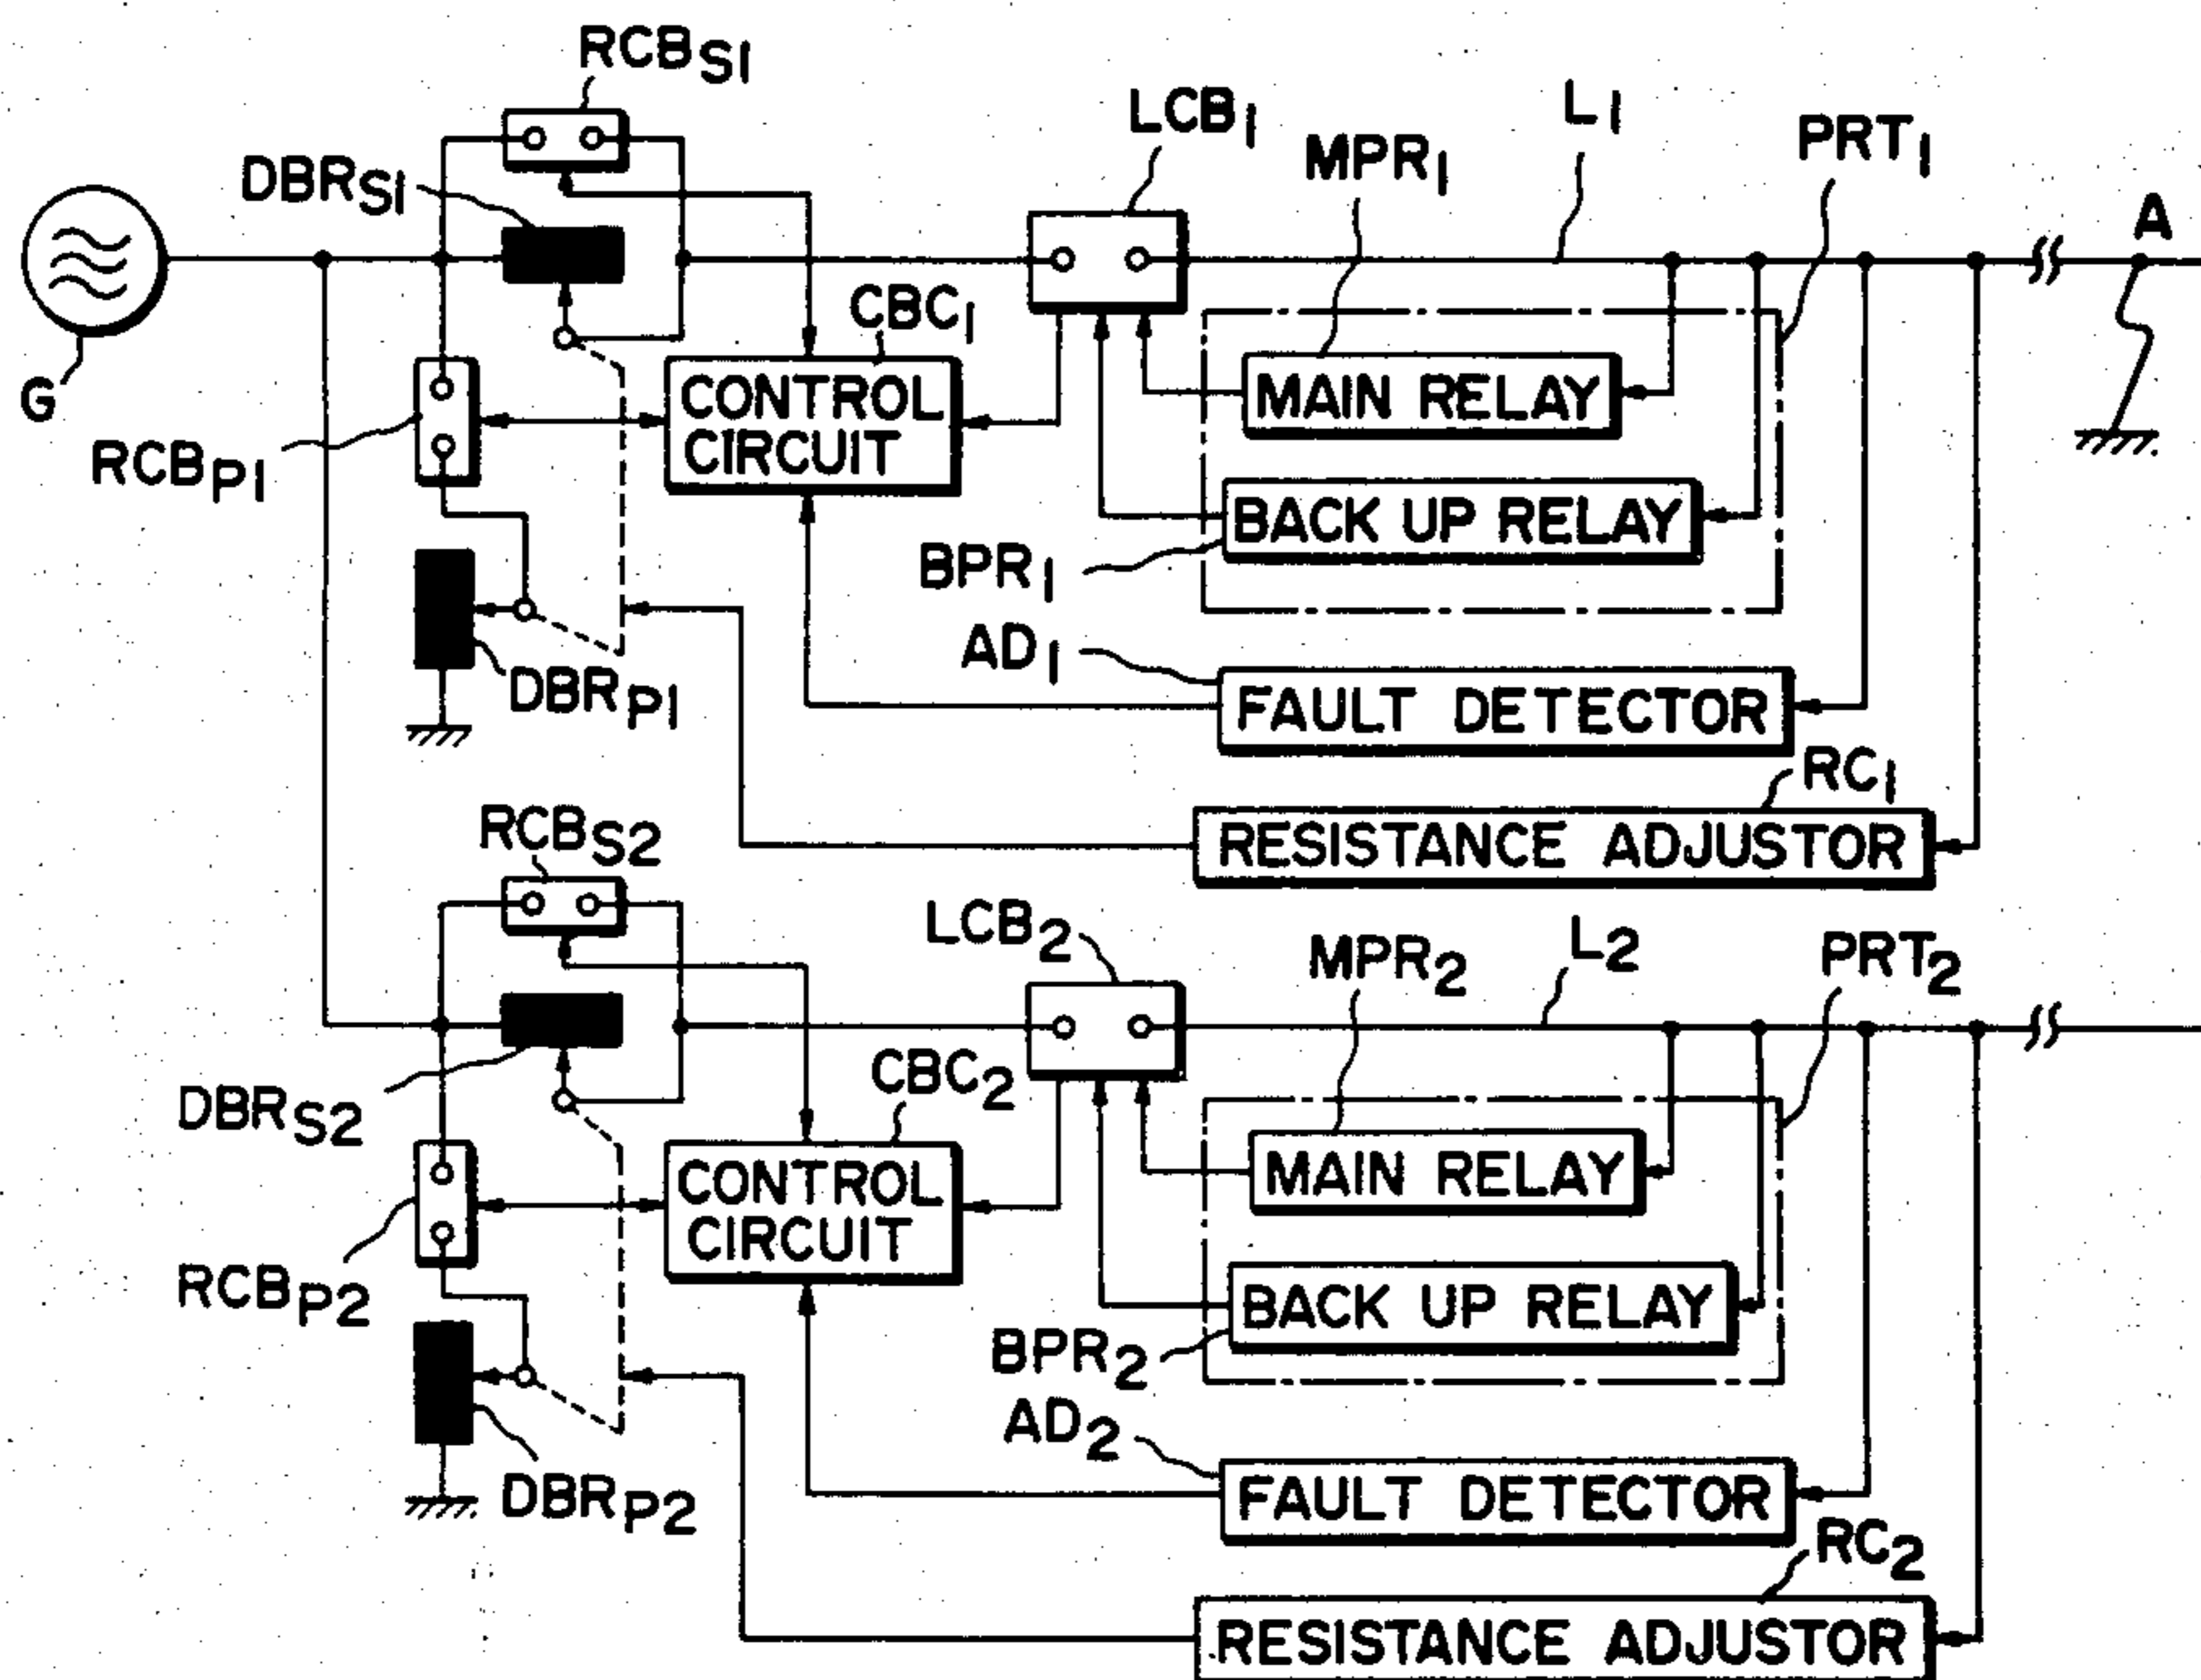 RCBS1
LCB1
L1
MPR1
PRT1
DBRS1
A
G
CBC1
CONTROL
CIRCUIT
MAIN RELAY
RCBP1
BACK UP RELAY
BPR1
AD1
DBRP1
FAULT DETECTOR
RC1
RESISTANCE ADJUSTOR
RCBS2
LCB2
L2
MPR2
PRT2
DBRS2
CBC2
CONTROL
CIRCUIT
MAIN RELAY
RCBP2
BACK UP RELAY
BPR2
AD2
DBRP2
FAULT DETECTOR
RC2
RESISTANCE ADJUSTOR